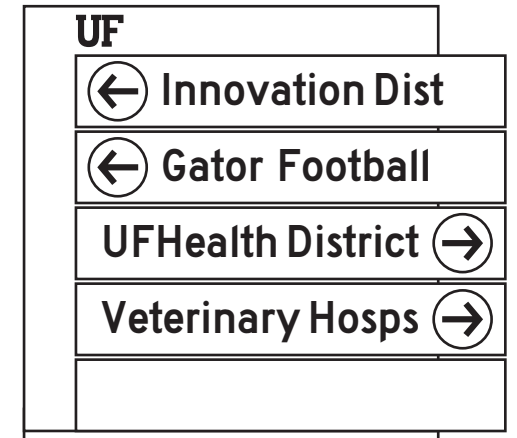 UF
Innovation Dist
Gator Football
UFHealth District
Veterinary Hosps